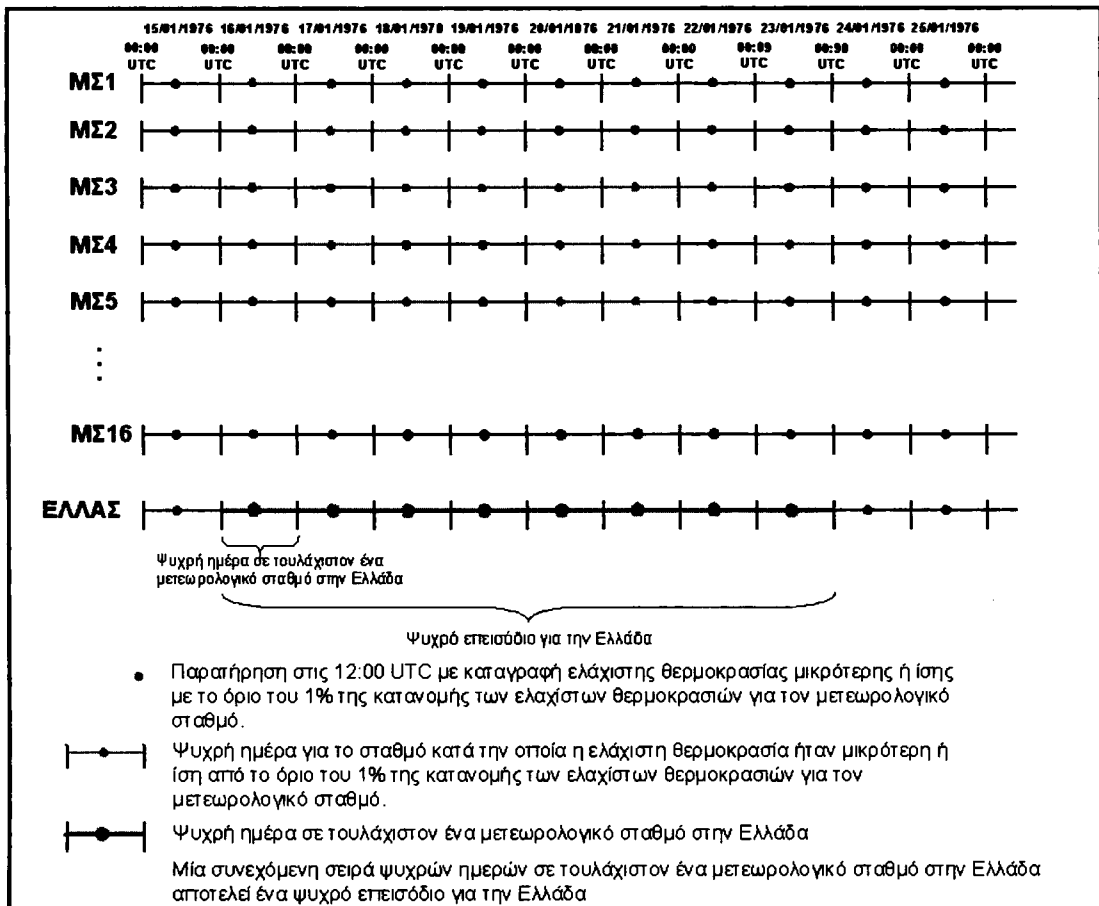 15/01/1976 16/01/1976 17/01/1976 18/01/1978 19/01/1976 20/01/1976 21/01/1976 22/01/1976 23/01/1976 24/01/1976 25/01/1976
00:00 00:00 00:00 00:00 00:00 00:00 00:00 00:00 00:09 00:90 00:00 00:00
UTC UTC UTC UTC UTC UTC UTC UTC UTC UTC UTC UTC
ΜΣ1
ΜΣ2
ΜΣ3
ΜΣ4
ΜΣ5
ΜΣ16
ΕΛΛΑΣ
Ψυχρή ημέρα σε τουλάχιστον ένα
μετεωρολογικό σταθμό στην Ελλάδα
Ψυχρό επεισόδιο για την Ελλάδα
• Παρατήρηση στις 12:00 UTC με καταγραφή ελάχιστης θερμοκρασίας μικρότερης ή ίσης
με το όριο του 1% της κατανομής των ελαχίστων θερμοκρασιών για τον μετεωρολογικό
σταθμό.
Ψυχρή ημέρα για το σταθμό κατά την οποία η ελάχιστη θερμοκρασία ήταν μικρότερη ή
ίση από το όριο του 1% της κατανομής των ελαχίστων θερμοκρασιών για τον
μετεωρολογικό σταθμό.
Ψυχρή ημέρα σε τουλάχιστον ένα μετεωρολογικό σταθμό στην Ελλάδα
Μία συνεχόμενη σειρά ψυχρών ημερών σε τουλάχιστον ένα μετεωρολογικό σταθμό στην Ελλάδα
αποτελεί ένα ψυχρό επεισόδιο για την Ελλάδα